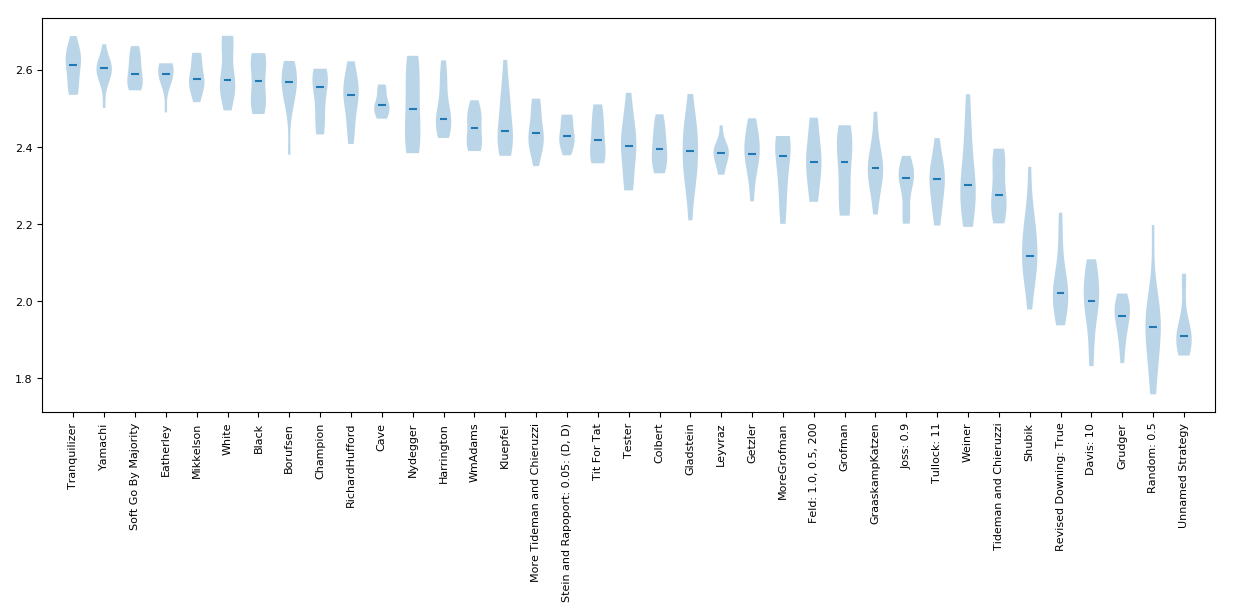 2.6
2.4
2.2
2.0
1.8
Tranquilizer
Yamachi
Soft Go By Majority
Eatherley
Mikkelson
White
Black
Borufsen
Champion
RichardHufford
Cave
Nydegger
Harrington
WmAdams
Kluepfel
More Tideman and Chieruzzi
Stein and Rapoport: 0.05: (D, D)
Tit For Tat
Tester
Colbert
Gladstein
Leyvraz
Getzler
MoreGrofman
Feld: 1.0, 0.5, 200
Grofman
GraaskampKatzen
Joss: 0.9
Tullock: 11
Weiner
Tideman and Chieruzzi
Shubik
Revised Downing: True
Davis: 10
Grudger
Random: 0.5
Unnamed Strategy